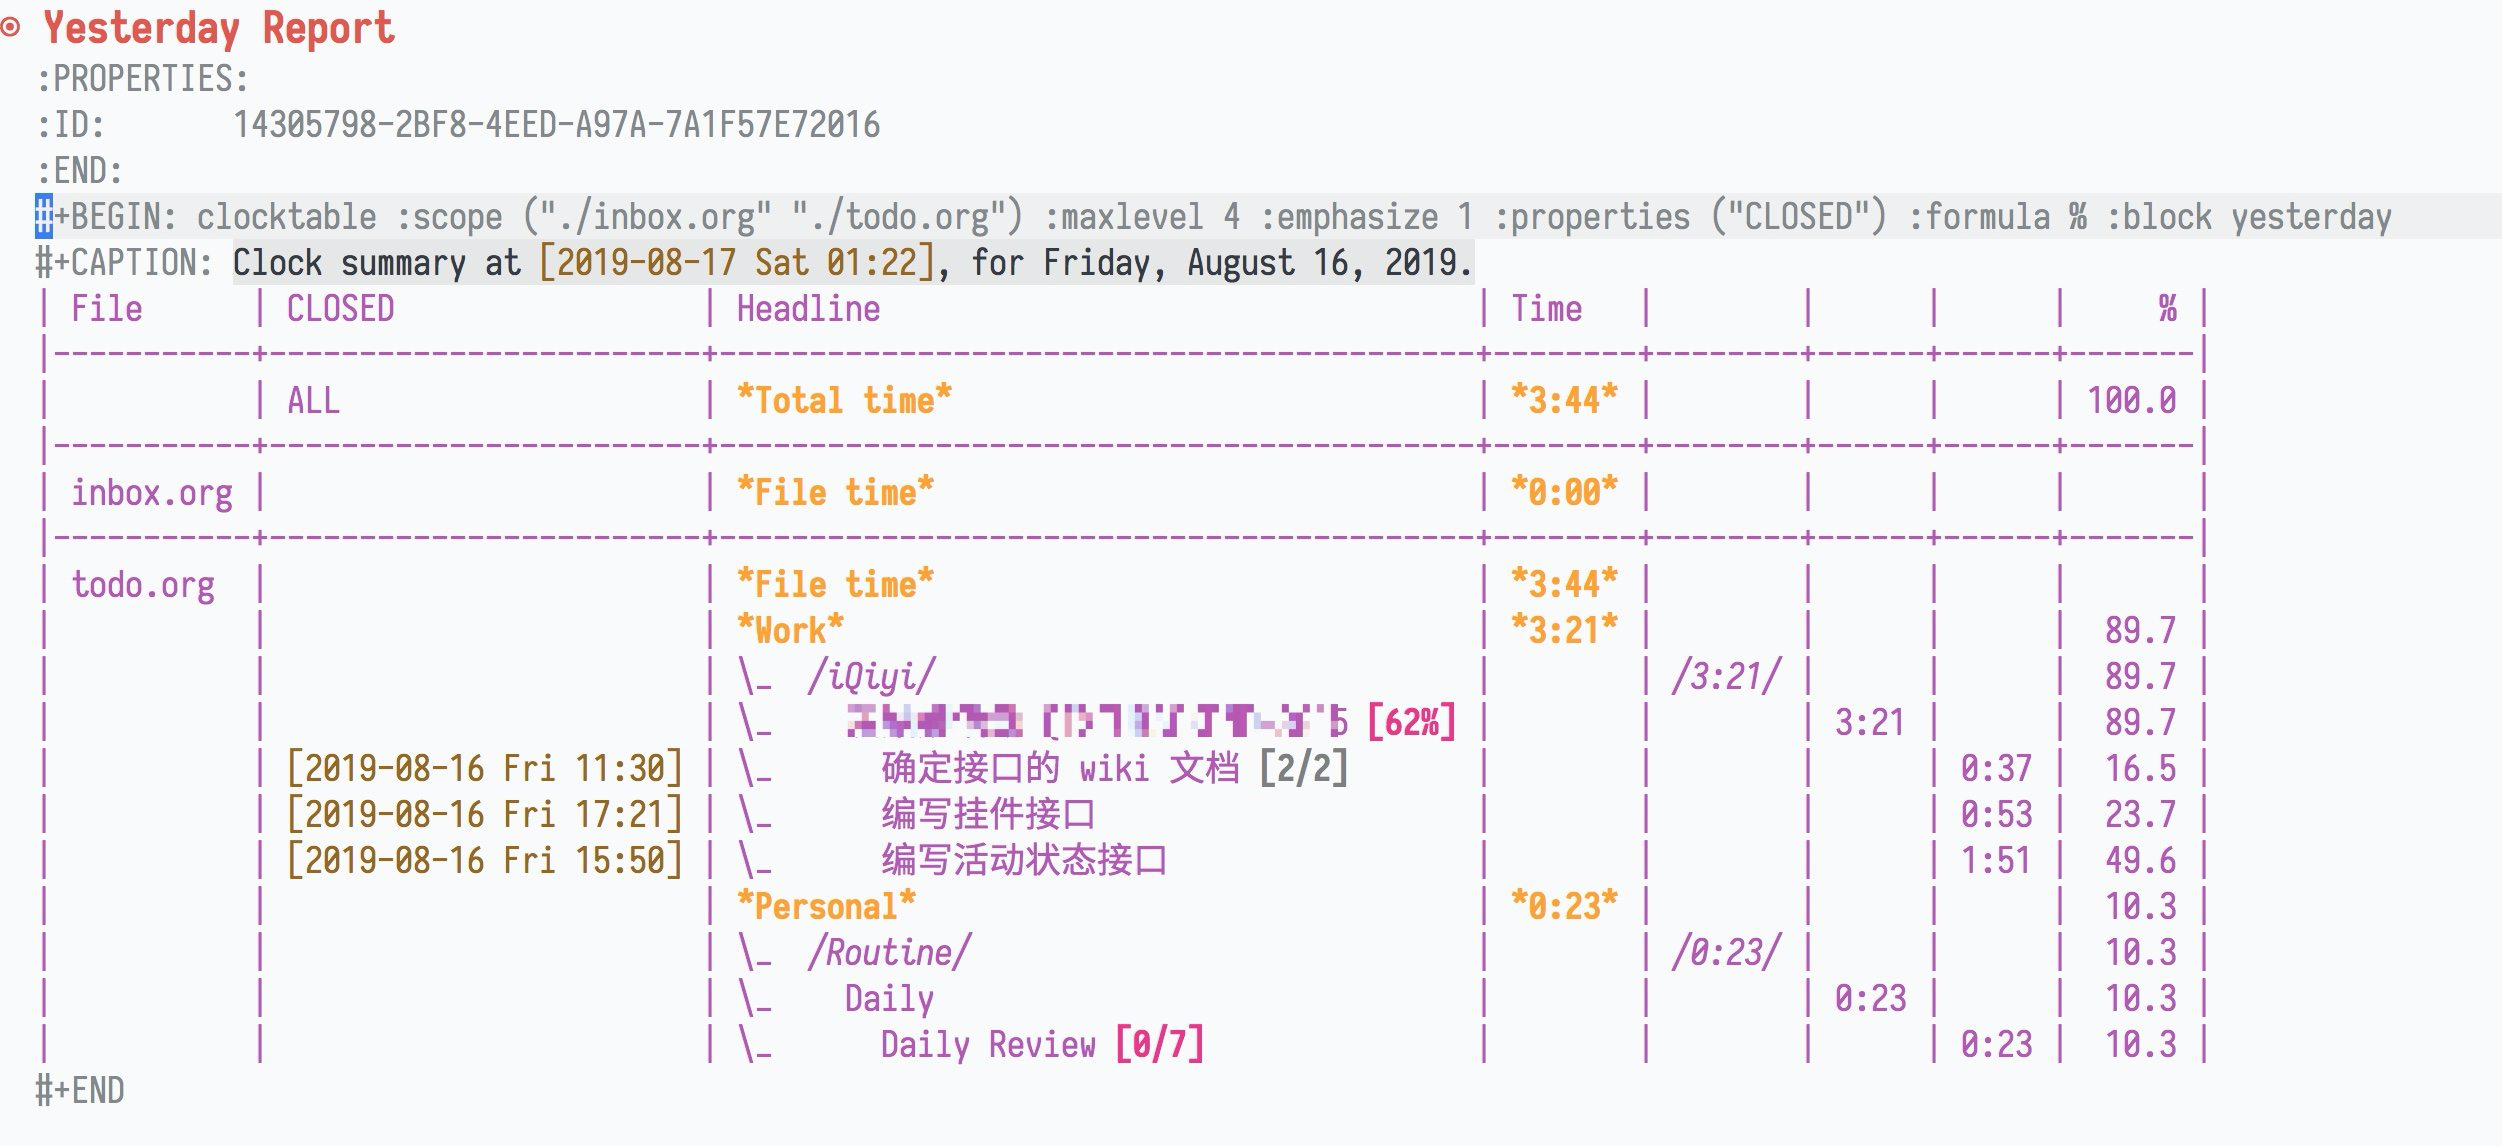 Yesterday Report
:PROPERTIES:
:ID:       14305798-2BF8-4EED-A97A-7A1F57E72016
:END:
#+BEGIN: clocktable :scope ("./inbox.org" "./todo.org") :maxlevel 4 :emphasize 1 :properties ("CLOSED") :formula % :block yesterday
#+CAPTION: Clock summary at [2019-08-17 Sat 01:22], for Friday, August 16, 2019.
| File      | CLOSED                 | Headline                                 | Time   |        |      |      |     % |
|-----------+------------------------+------------------------------------------+--------+--------+------+------+-------|
|           | ALL                    | *Total time*                             | *3:44* |        |      |      | 100.0 |
|-----------+------------------------+------------------------------------------+--------+--------+------+------+-------|
| inbox.org |                        | *File time*                              | *0:00* |        |      |      |       |
|-----------+------------------------+------------------------------------------+--------+--------+------+------+-------|
| todo.org  |                        | *File time*                              | *3:44* |        |      |      |       |
|           |                        | *Work*                                   | *3:21* |        |      |      |  89.7 |
|           |                        | \_  /iQiyi/                              |        | /3:21/ |      |      |  89.7 |
|           |                        | \_    [62%]                              |        |        | 3:21 |      |  89.7 |
|           | [2019-08-16 Fri 11:30] | \_      确定接口的 wiki 文档 [2/2]       |        |        |      | 0:37 |  16.5 |
|           | [2019-08-16 Fri 17:21] | \_      编写挂件接口                     |        |        |      | 0:53 |  23.7 |
|           | [2019-08-16 Fri 15:50] | \_      编写活动状态接口                 |        |        |      | 1:51 |  49.6 |
|           |                        | *Personal*                               | *0:23* |        |      |      |  10.3 |
|           |                        | \_  /Routine/                            |        | /0:23/ |      |      |  10.3 |
|           |                        | \_    Daily                              |        |        | 0:23 |      |  10.3 |
|           |                        | \_      Daily Review [0/7]               |        |        |      | 0:23 |  10.3 |
#+END